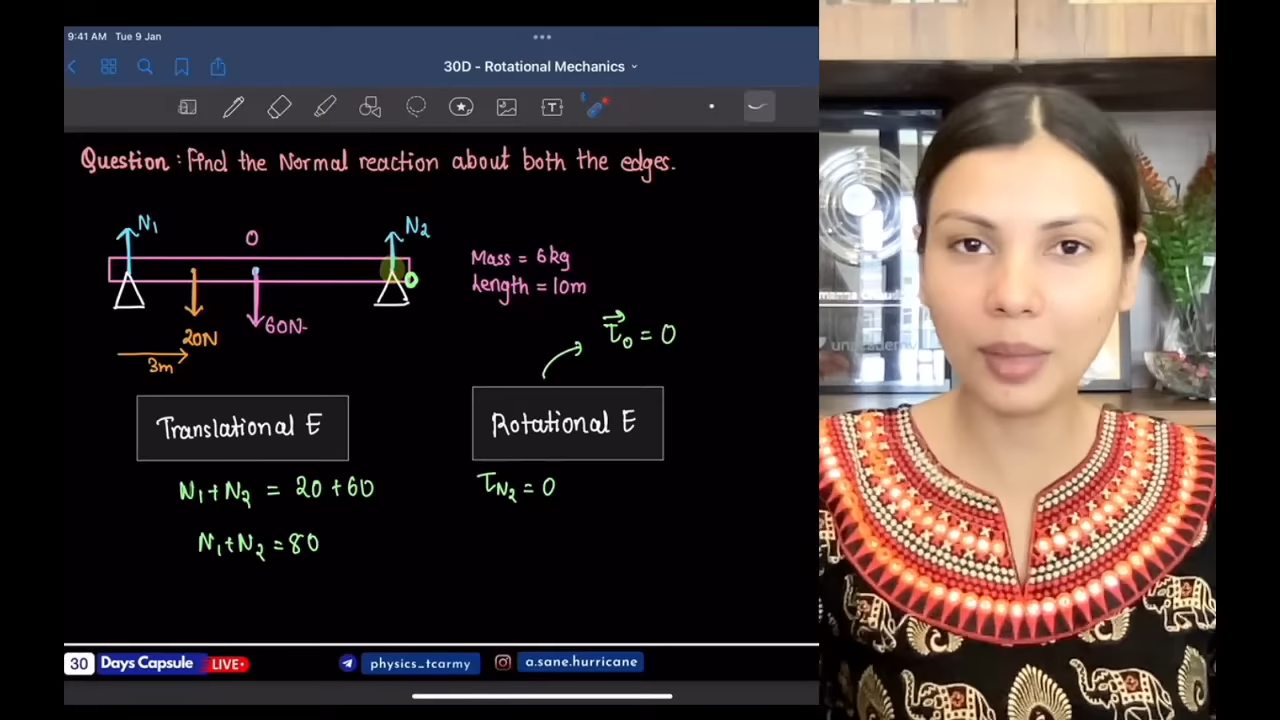 9:41 AM Tue 9 Jan
30D - Rotational Mechanics
Question : Find the Normal reaction about both the edges.
N₁
N₂
O
Mass = 6kg
Length = 10m
O
20N
60N
3m
τ⃗₀ = 0
Translational E
Rotational E
N₁+N₂ = 20+60
τN₂ = 0
N₁+N₂ = 80
30 Days Capsule LIVE
physics_tcarmy
a.sane.hurricane